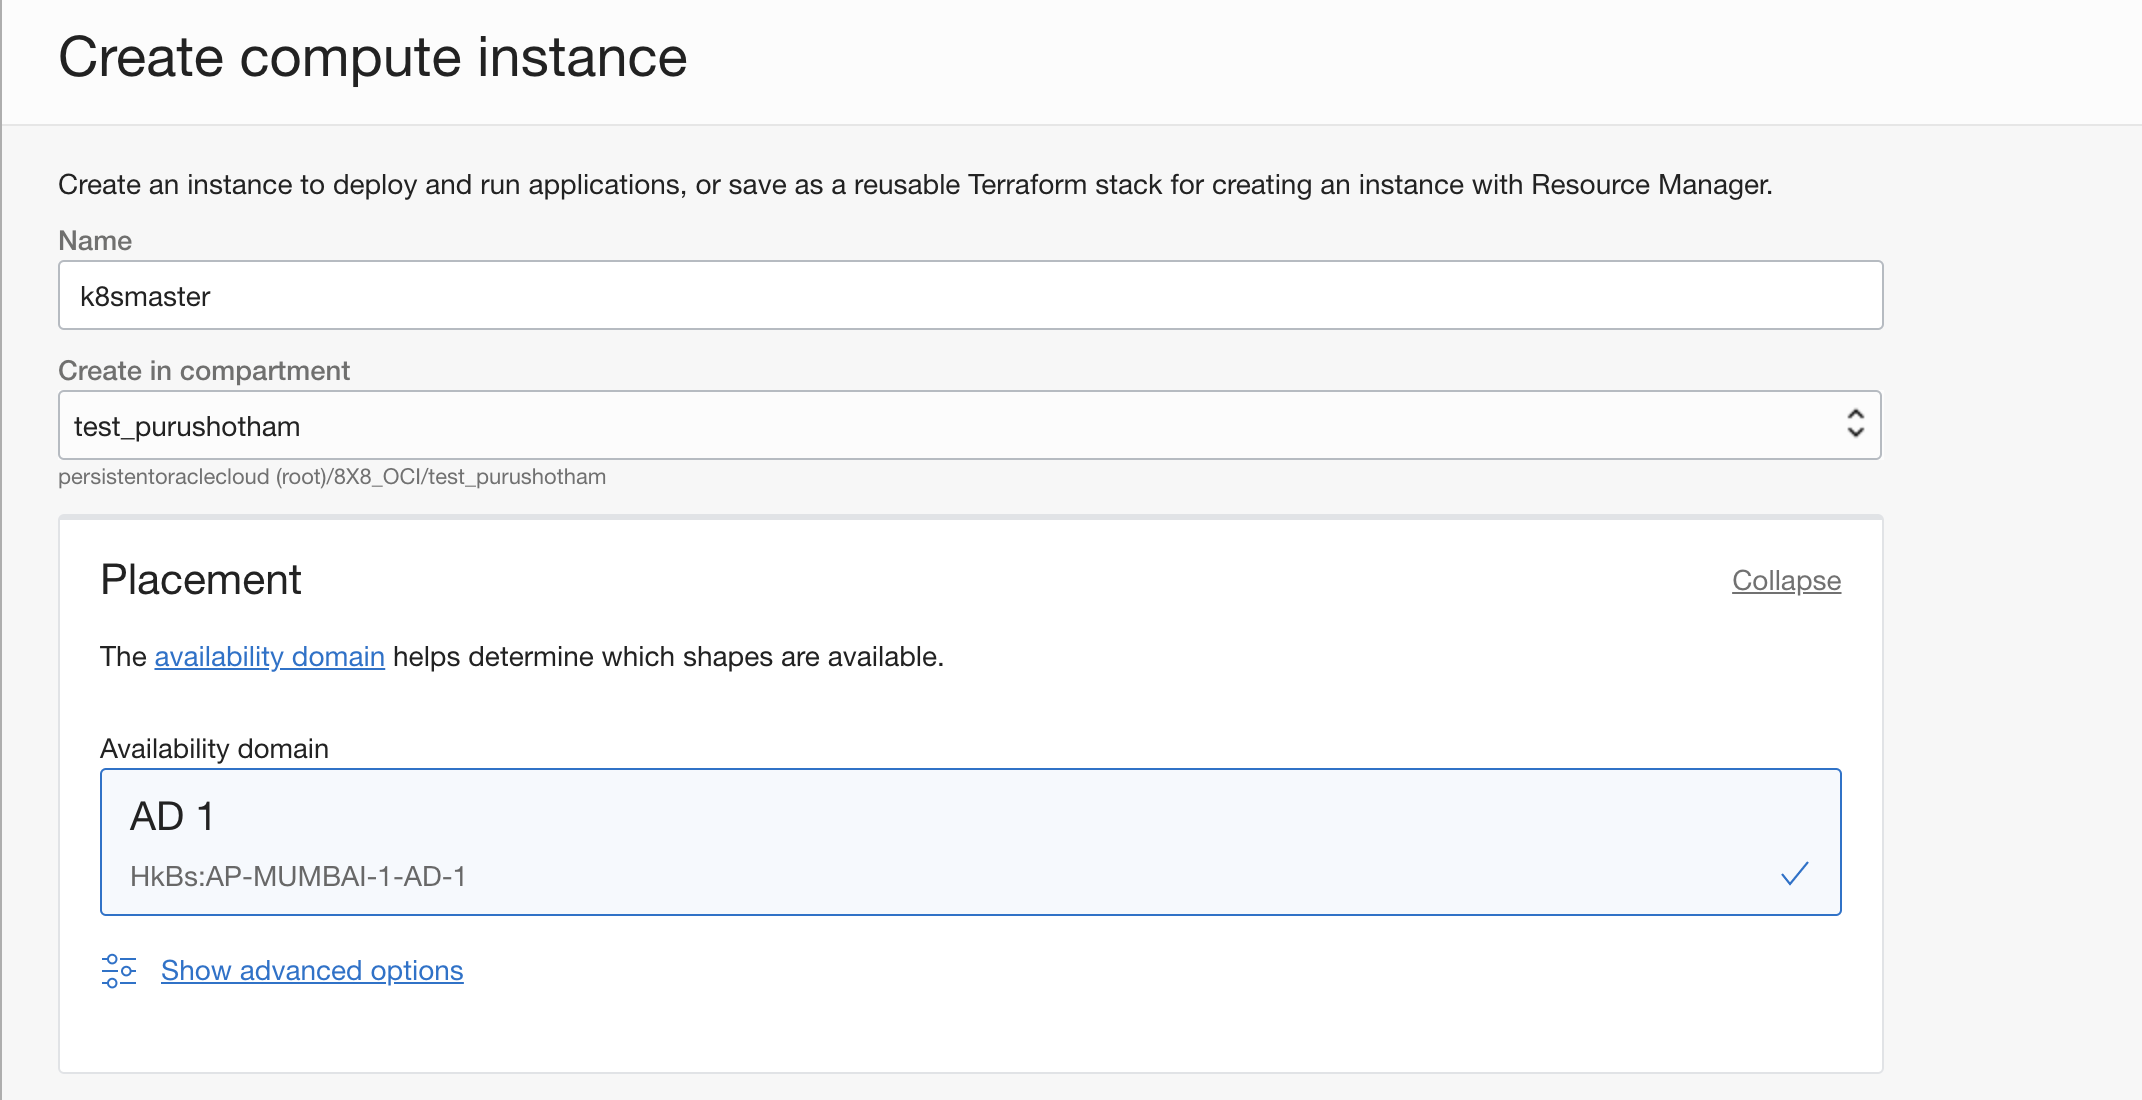 Create compute instance
Create an instance to deploy and run applications, or save as a reusable Terraform stack for creating an instance with Resource Manager.
Name
k8smaster
Create in compartment
test_purushotham
persistentoraclecloud (root)/8X8_OCI/test_purushotham
Placement
Collapse
The availability domain helps determine which shapes are available.
Availability domain
AD 1
HkBs:AP-MUMBAI-1-AD-1
Show advanced options